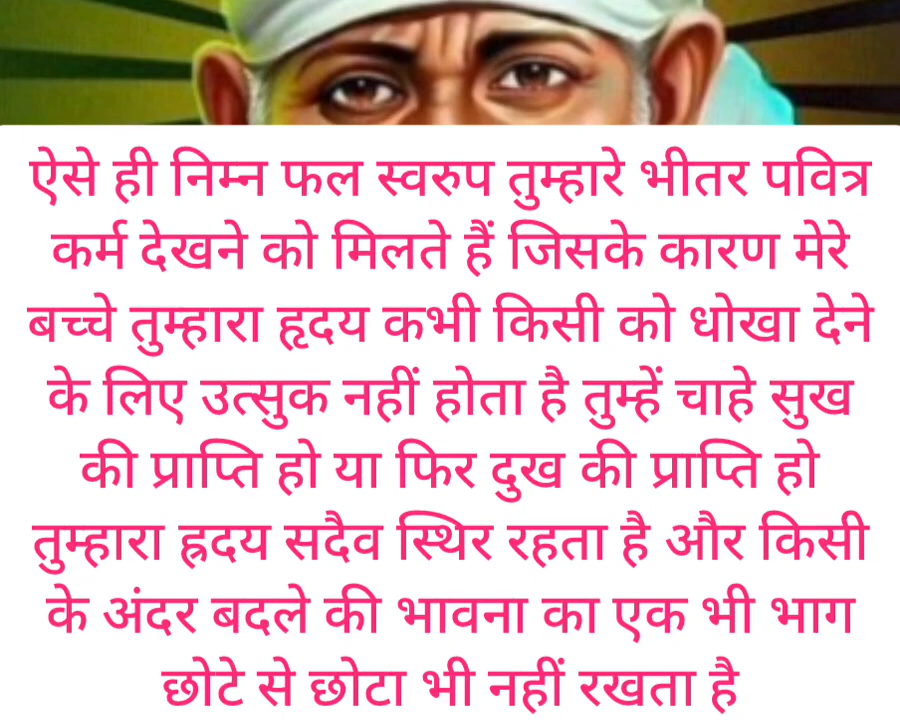 ऐसे ही निम्न फल स्वरुप तुम्हारे भीतर पवित्र
कर्म देखने को मिलते हैं जिसके कारण मेरे
बच्चे तुम्हारा हृदय कभी किसी को धोखा देने
के लिए उत्सुक नहीं होता है तुम्हें चाहे सुख
की प्राप्ति हो या फिर दुख की प्राप्ति हो
तुम्हारा ह्रदय सदैव स्थिर रहता है और किसी
के अंदर बदले की भावना का एक भी भाग
छोटे से छोटा भी नहीं रखता है